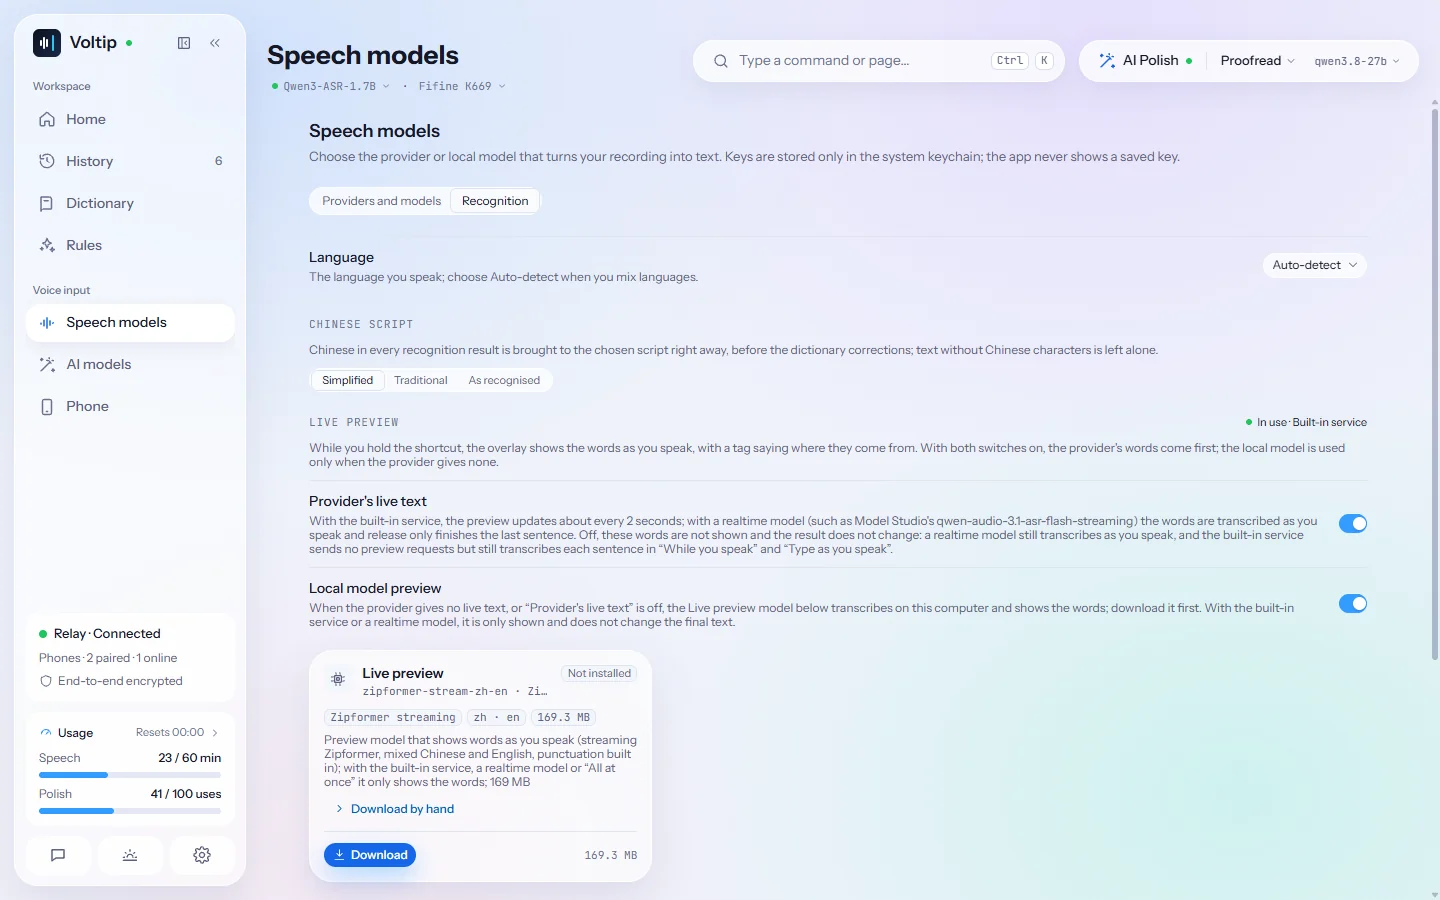 Voltip
Workspace
Home
History 6
Dictionary
Rules
Voice input
Speech models
AI models
Phone
Relay · Connected
Phones · 2 paired · 1 online
End-to-end encrypted
Usage Resets 00:00
Speech 23 / 60 min
Polish 41 / 100 uses
Speech models
Qwen3-ASR-1.7B · Fifine K669
Type a command or page... Ctrl K
AI Polish Proofread qwen3.8-27b
Speech models
Choose the provider or local model that turns your recording into text. Keys are stored only in the system keychain; the app never shows a saved key.
Providers and models Recognition
Language
The language you speak; choose Auto-detect when you mix languages.
Auto-detect
CHINESE SCRIPT
Chinese in every recognition result is brought to the chosen script right away, before the dictionary corrections; text without Chinese characters is left alone.
Simplified Traditional As recognised
LIVE PREVIEW In use · Built-in service
While you hold the shortcut, the overlay shows the words as you speak, with a tag saying where they come from. With both switches on, the provider's words come first; the local model is used
only when the provider gives none.
Provider's live text
With the built-in service, the preview updates about every 2 seconds; with a realtime model (such as Model Studio's qwen-audio-3.1-asr-flash-streaming) the words are transcribed as you
speak and release only finishes the last sentence. Off, these words are not shown and the result does not change: a realtime model still transcribes as you speak, and the built-in service
sends no preview requests but still transcribes each sentence in “While you speak” and “Type as you speak”.
Local model preview
When the provider gives no live text, or “Provider's live text” is off, the Live preview model below transcribes on this computer and shows the words; download it first. With the built-in
service or a realtime model, it is only shown and does not change the final text.
Live preview Not installed
zipformer-stream-zh-en · Zi…
Zipformer streaming zh · en 169.3 MB
Preview model that shows words as you speak (streaming
Zipformer, mixed Chinese and English, punctuation built
in); with the built-in service, a realtime model or “All at
once” it only shows the words; 169 MB
Download by hand
Download 169.3 MB